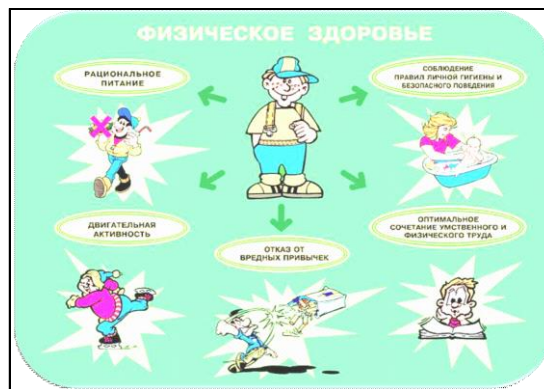 ФИЗИЧЕСКОЕ ЗДОРОВЬЕ
РАЦИОНАЛЬНОЕ
ПИТАНИЕ
СОБЛЮДЕНИЕ
ПРАВИЛ ЛИЧНОЙ ГИГИЕНЫ И
БЕЗОПАСНОГО ПОВЕДЕНИЯ
ДВИГАТЕЛЬНАЯ
АКТИВНОСТЬ
ОТКАЗ ОТ
ВРЕДНЫХ ПРИВЫЧЕК
ОПТИМАЛЬНОЕ
СОЧЕТАНИЕ УМСТВЕННОГО И
ФИЗИЧЕСКОГО ТРУДА